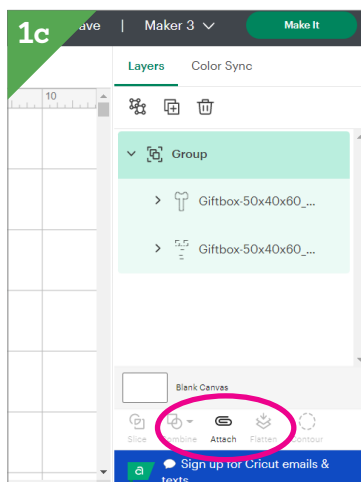 1c
ave | Maker 3 Make It
Layers Color Sync
10
Group
Giftbox-50x40x60_...
Giftbox-50x40x60_...
Blank Canvas
Slice Combine Attach Flatten Contour
a Sign up for Cricut emails &
texts